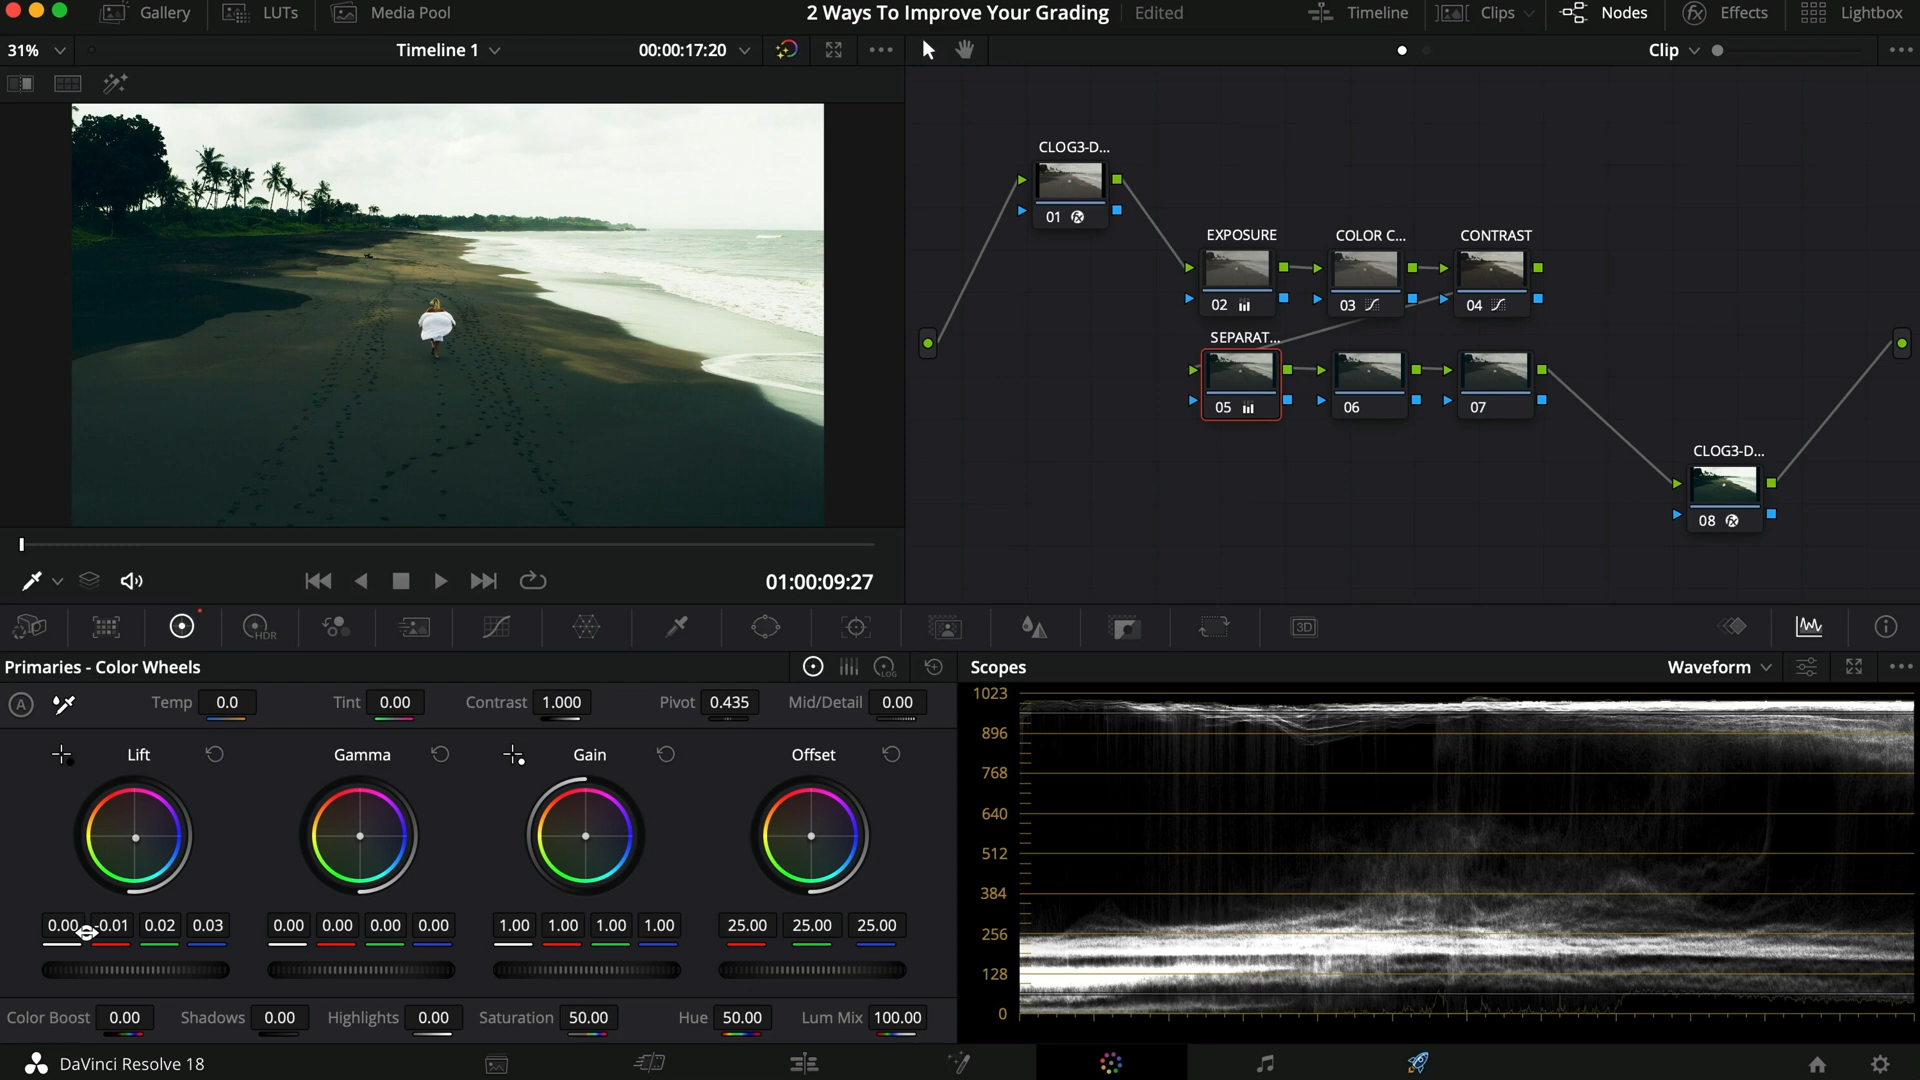 Gallery LUTs Media Pool 2 Ways To Improve Your Grading Edited Timeline Clips Nodes Effects Lightbox
31% Timeline 1 00:00:17:20 Clip
CLOG3-D...
01
EXPOSURE COLOR C... CONTRAST
02 03 04
SEPARAT...
05 06 07
CLOG3-D...
08
01:00:09:27
HDR 3D
Primaries - Color Wheels LOG Scopes Waveform
A Temp 0.0 Tint 0.00 Contrast 1.000 Pivot 0.435 Mid/Detail 0.00
Lift Gamma Gain Offset
0.00 -0.01 0.02 0.03 0.00 0.00 0.00 0.00 1.00 1.00 1.00 1.00 25.00 25.00 25.00
Color Boost 0.00 Shadows 0.00 Highlights 0.00 Saturation 50.00 Hue 50.00 Lum Mix 100.00
1023
896
768
640
512
384
256
128
0
DaVinci Resolve 18